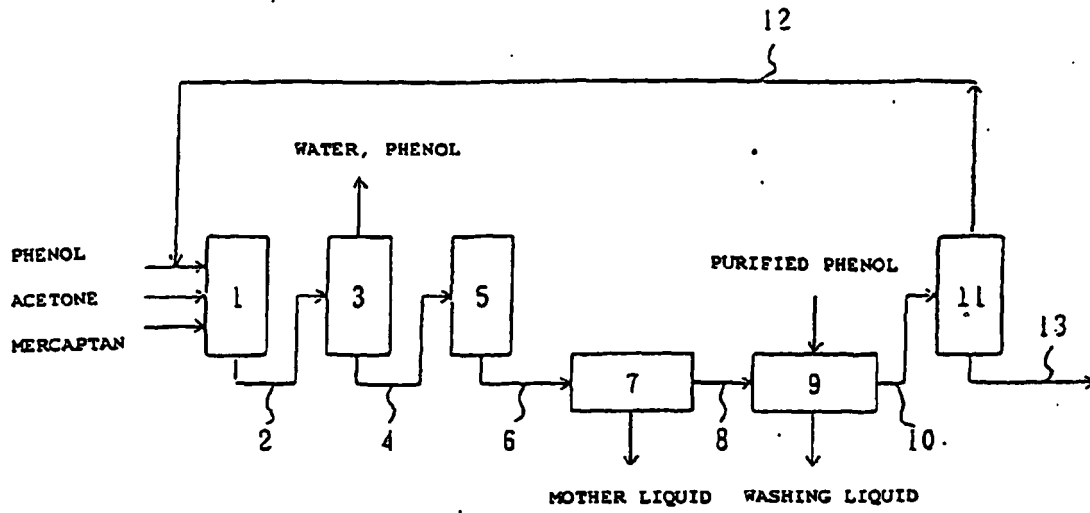 12
WATER, PHENOL
PHENOL
ACETONE
MERCAPTAN
1
3
5
PURIFIED PHENOL
11
13
7
9
2
4
6
8
10
MOTHER LIQUID
WASHING LIQUID